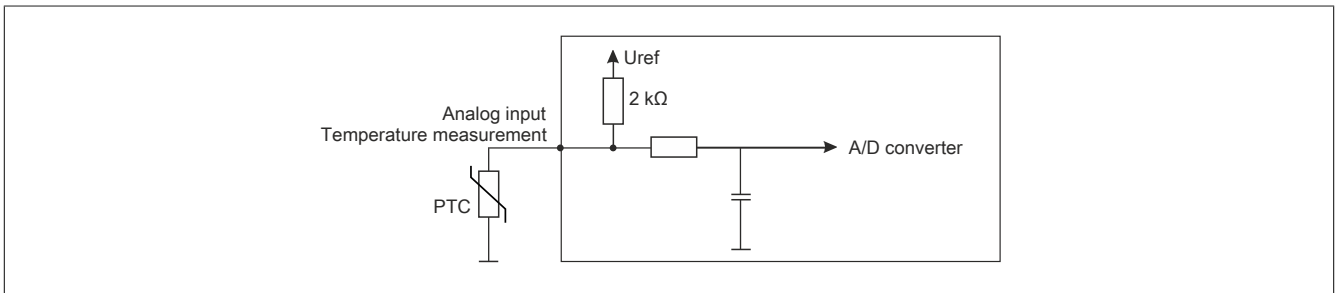 Uref
2 kΩ
Analog input
Temperature measurement
A/D converter
PTC